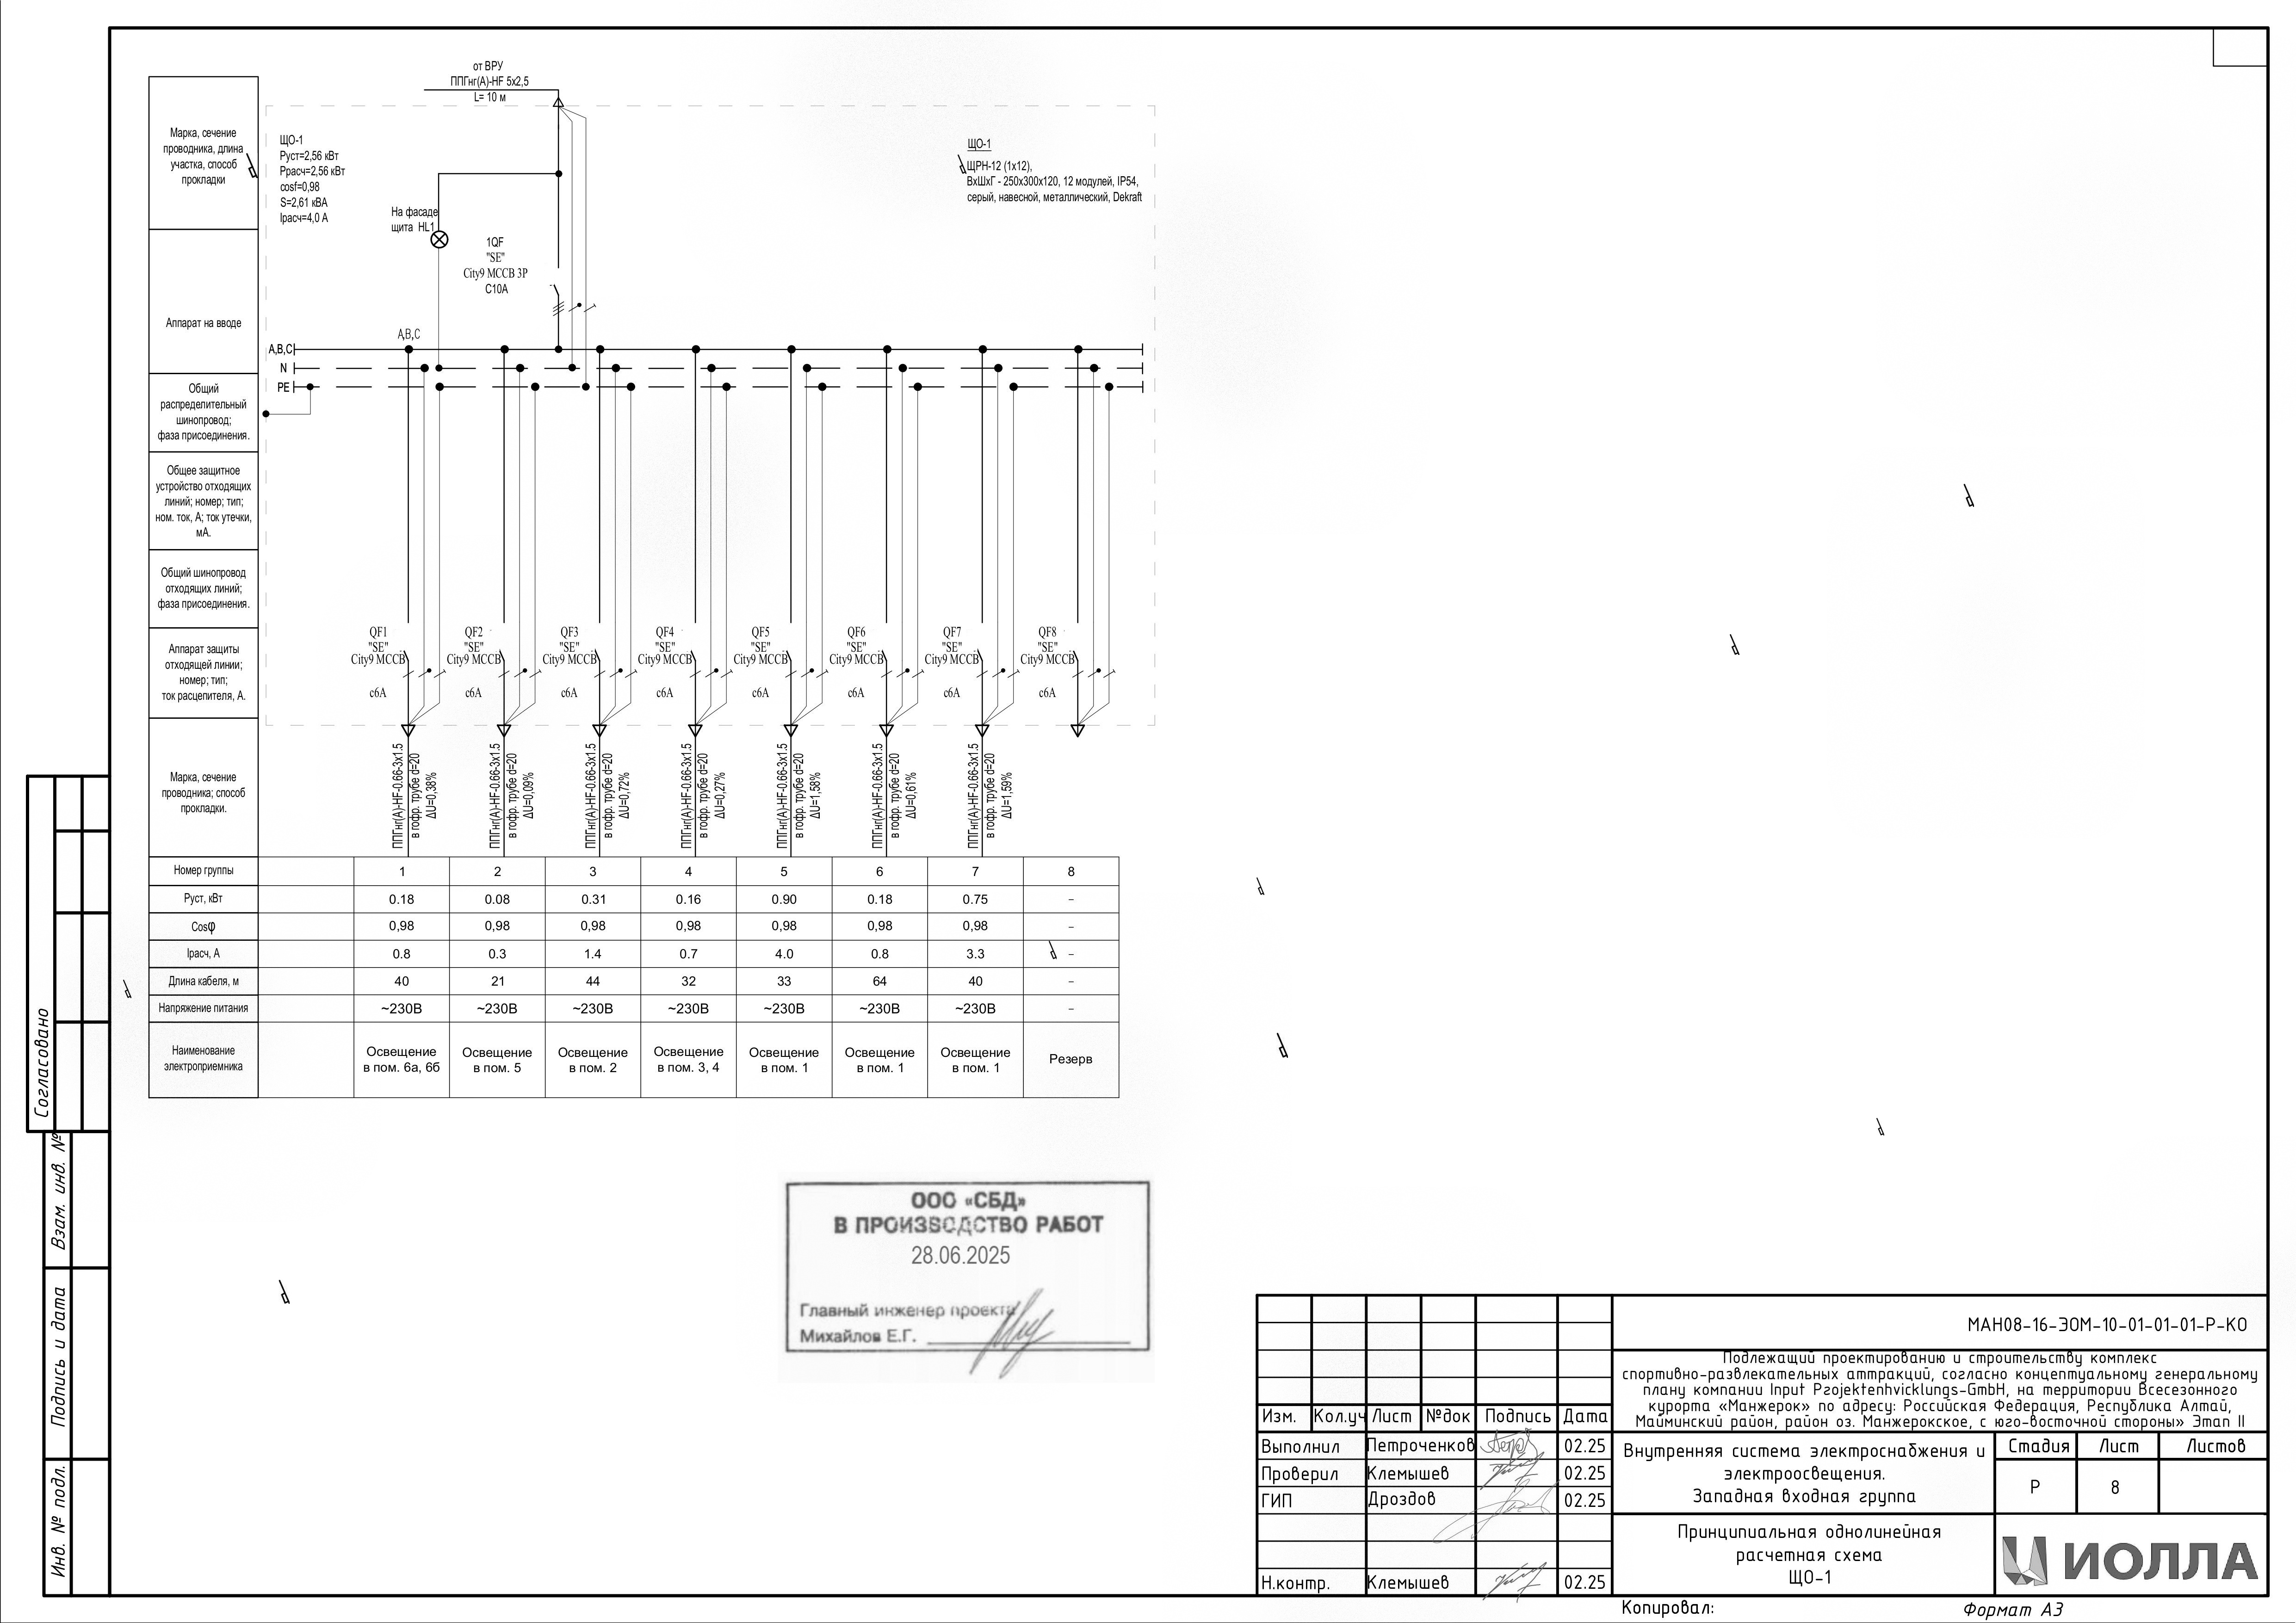 от ВРУ
ППГнг(А)-HF 5х2,5
L= 10 м
Марка, сечение
проводника, длина
участка, способ
прокладки
Аппарат на вводе
Общий
распределительный
шинопровод;
фаза присоединения.
Общее защитное
устройство отходящих
линий; номер; тип;
ном. ток, А; ток утечки,
мА.
Общий шинопровод
отходящих линий;
фаза присоединения.
Аппарат защиты
отходящей линии;
номер; тип;
ток расцепителя, А.
Марка, сечение
проводника; способ
прокладки.
ЩО-1
Руст=2,56 кВт
Ррасч=2,56 кВт
cosf=0,98
S=2,61 кВА
Iрасч=4,0 А
ЩО-1
ЩРН-12 (1х12),
ВхШхГ - 250х300х120, 12 модулей, IP54,
серый, навесной, металлический, Dekraft
На фасаде
щита HL1
1QF
"SE"
City9 MCCB 3P
C10A
A,B,C
A,B,C
N
PE
QF1 QF2 QF3 QF4 QF5 QF6 QF7 QF8
"SE" "SE" "SE" "SE" "SE" "SE" "SE" "SE"
City9 MCCB City9 MCCB City9 MCCB City9 MCCB City9 MCCB City9 MCCB City9 MCCB City9 MCCB
c6A c6A c6A c6A c6A c6A c6A c6A
ППГнг(А)-HF-0.66-3х1.5
в гофр. трубе d=20
ΔU=0,38%
ППГнг(А)-HF-0.66-3х1.5
в гофр. трубе d=20
ΔU=0,09%
ППГнг(А)-HF-0.66-3х1.5
в гофр. трубе d=20
ΔU=0,72%
ППГнг(А)-HF-0.66-3х1.5
в гофр. трубе d=20
ΔU=0,27%
ППГнг(А)-HF-0.66-3х1.5
в гофр. трубе d=20
ΔU=1,58%
ППГнг(А)-HF-0.66-3х1.5
в гофр. трубе d=20
ΔU=0,61%
ППГнг(А)-HF-0.66-3х1.5
в гофр. трубе d=20
ΔU=1,59%
Номер группы 1 2 3 4 5 6 7 8
Руст, кВт 0.18 0.08 0.31 0.16 0.90 0.18 0.75 –
Cosφ 0,98 0,98 0,98 0,98 0,98 0,98 0,98 –
Iрасч, А 0.8 0.3 1.4 0.7 4.0 0.8 3.3 –
Длина кабеля, м 40 21 44 32 33 64 40 –
Напряжение питания ~230В ~230В ~230В ~230В ~230В ~230В ~230В –
Наименование
электроприемника
Освещение
в пом. 6а, 6б
Освещение
в пом. 5
Освещение
в пом. 2
Освещение
в пом. 3, 4
Освещение
в пом. 1
Освещение
в пом. 1
Освещение
в пом. 1
Резерв
Согласовано
Взам. инв. №
Подпись и дата
Инв. № подл.
ООО «СБД»
В ПРОИЗВОДСТВО РАБОТ
28.06.2025
Главный инженер проекта
Михайлов Е.Г.
МАН08-16-ЭОМ-10-01-01-01-Р-КО
Подлежащий проектированию и строительству комплекс
спортивно-развлекательных аттракций, согласно концептуальному генеральному
плану компании Input Projektenhvicklungs-GmbH, на территории Всесезонного
курорта «Манжерок» по адресу: Российская Федерация, Республика Алтай,
Майминский район, район оз. Манжерокское, с юго-восточной стороны» Этап II
Изм. Кол.уч Лист №док Подпись Дата
Выполнил Петроченков 02.25
Проверил Клемышев 02.25
ГИП Дроздов 02.25
Н.контр. Клемышев 02.25
Внутренняя система электроснабжения и
электроосвещения.
Западная входная группа
Стадия Лист Листов
Р 8
Принципиальная однолинейная
расчетная схема
ЩО-1
ИОЛЛА
Копировал:
Формат А3